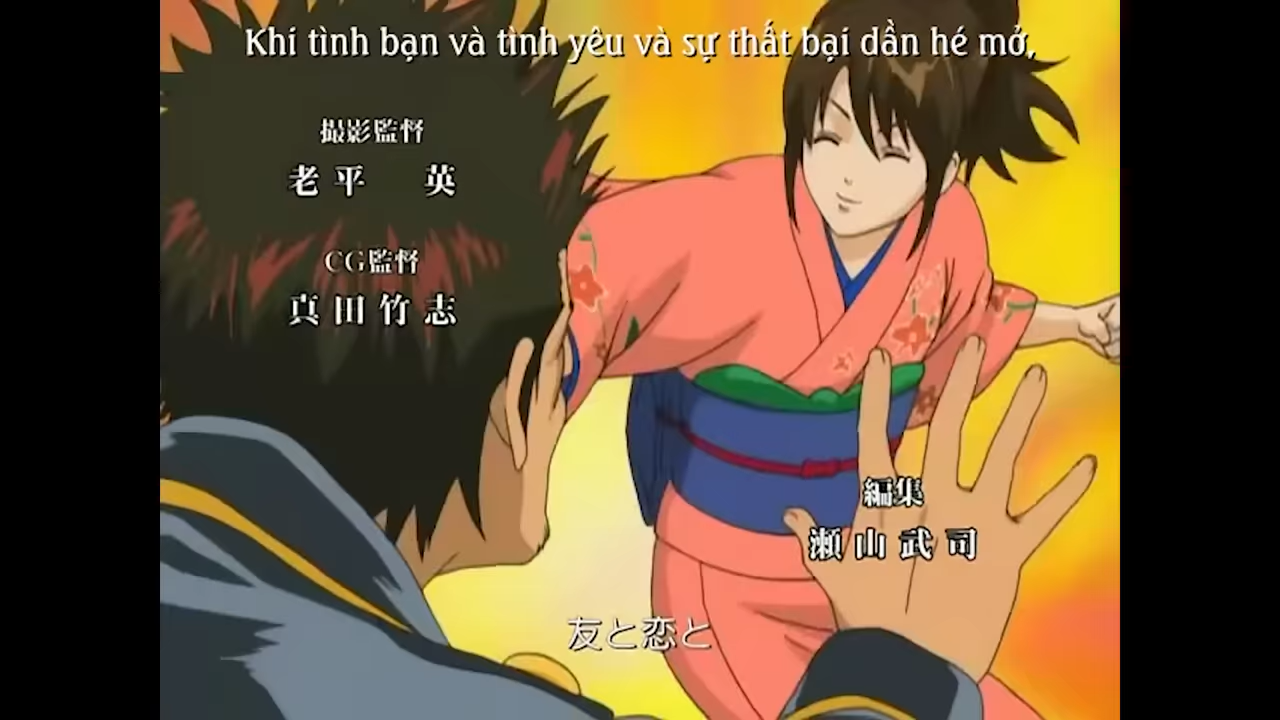 Khi tình bạn và tình yêu và sự thất bại dần hé mở,
撮影監督
老平 英
CG監督
真田竹志
編集
瀬山武司
友と恋と